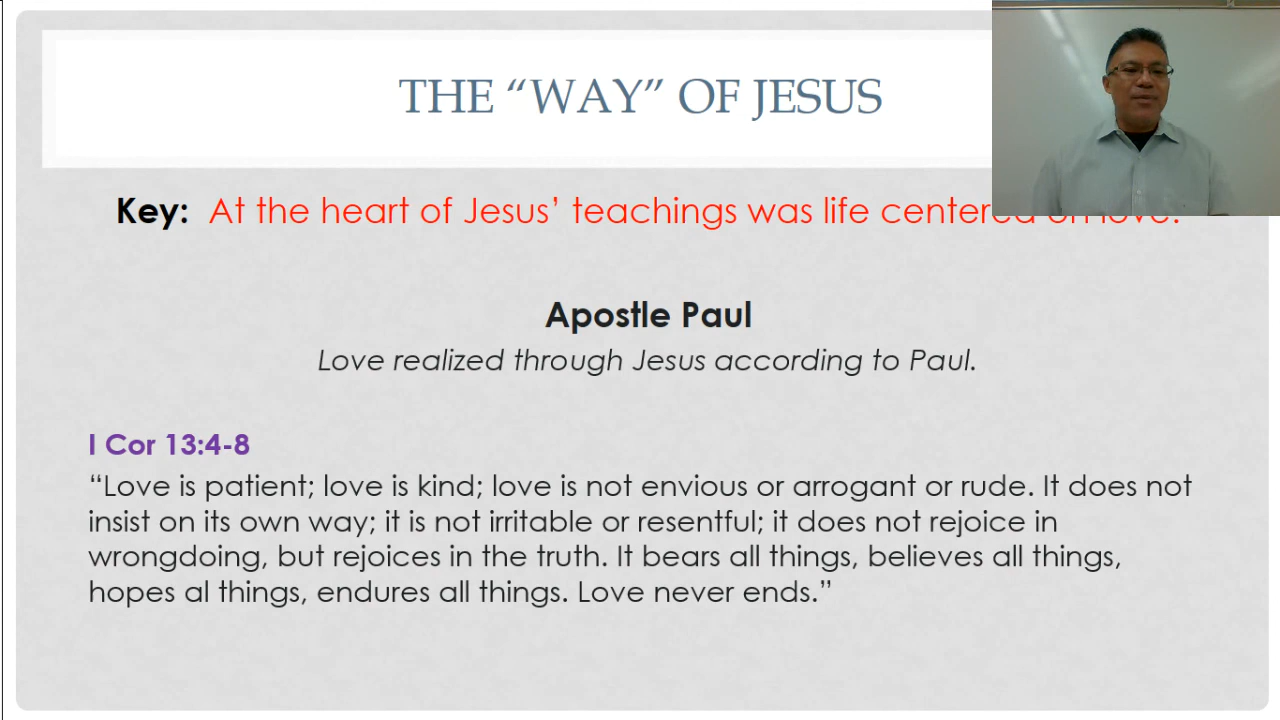 THE “WAY” OF JESUS
Key: At the heart of Jesus’ teachings was life centered on love.
Apostle Paul
Love realized through Jesus according to Paul.
I Cor 13:4-8
“Love is patient; love is kind; love is not envious or arrogant or rude. It does not
insist on its own way; it is not irritable or resentful; it does not rejoice in
wrongdoing, but rejoices in the truth. It bears all things, believes all things,
hopes al things, endures all things. Love never ends.”